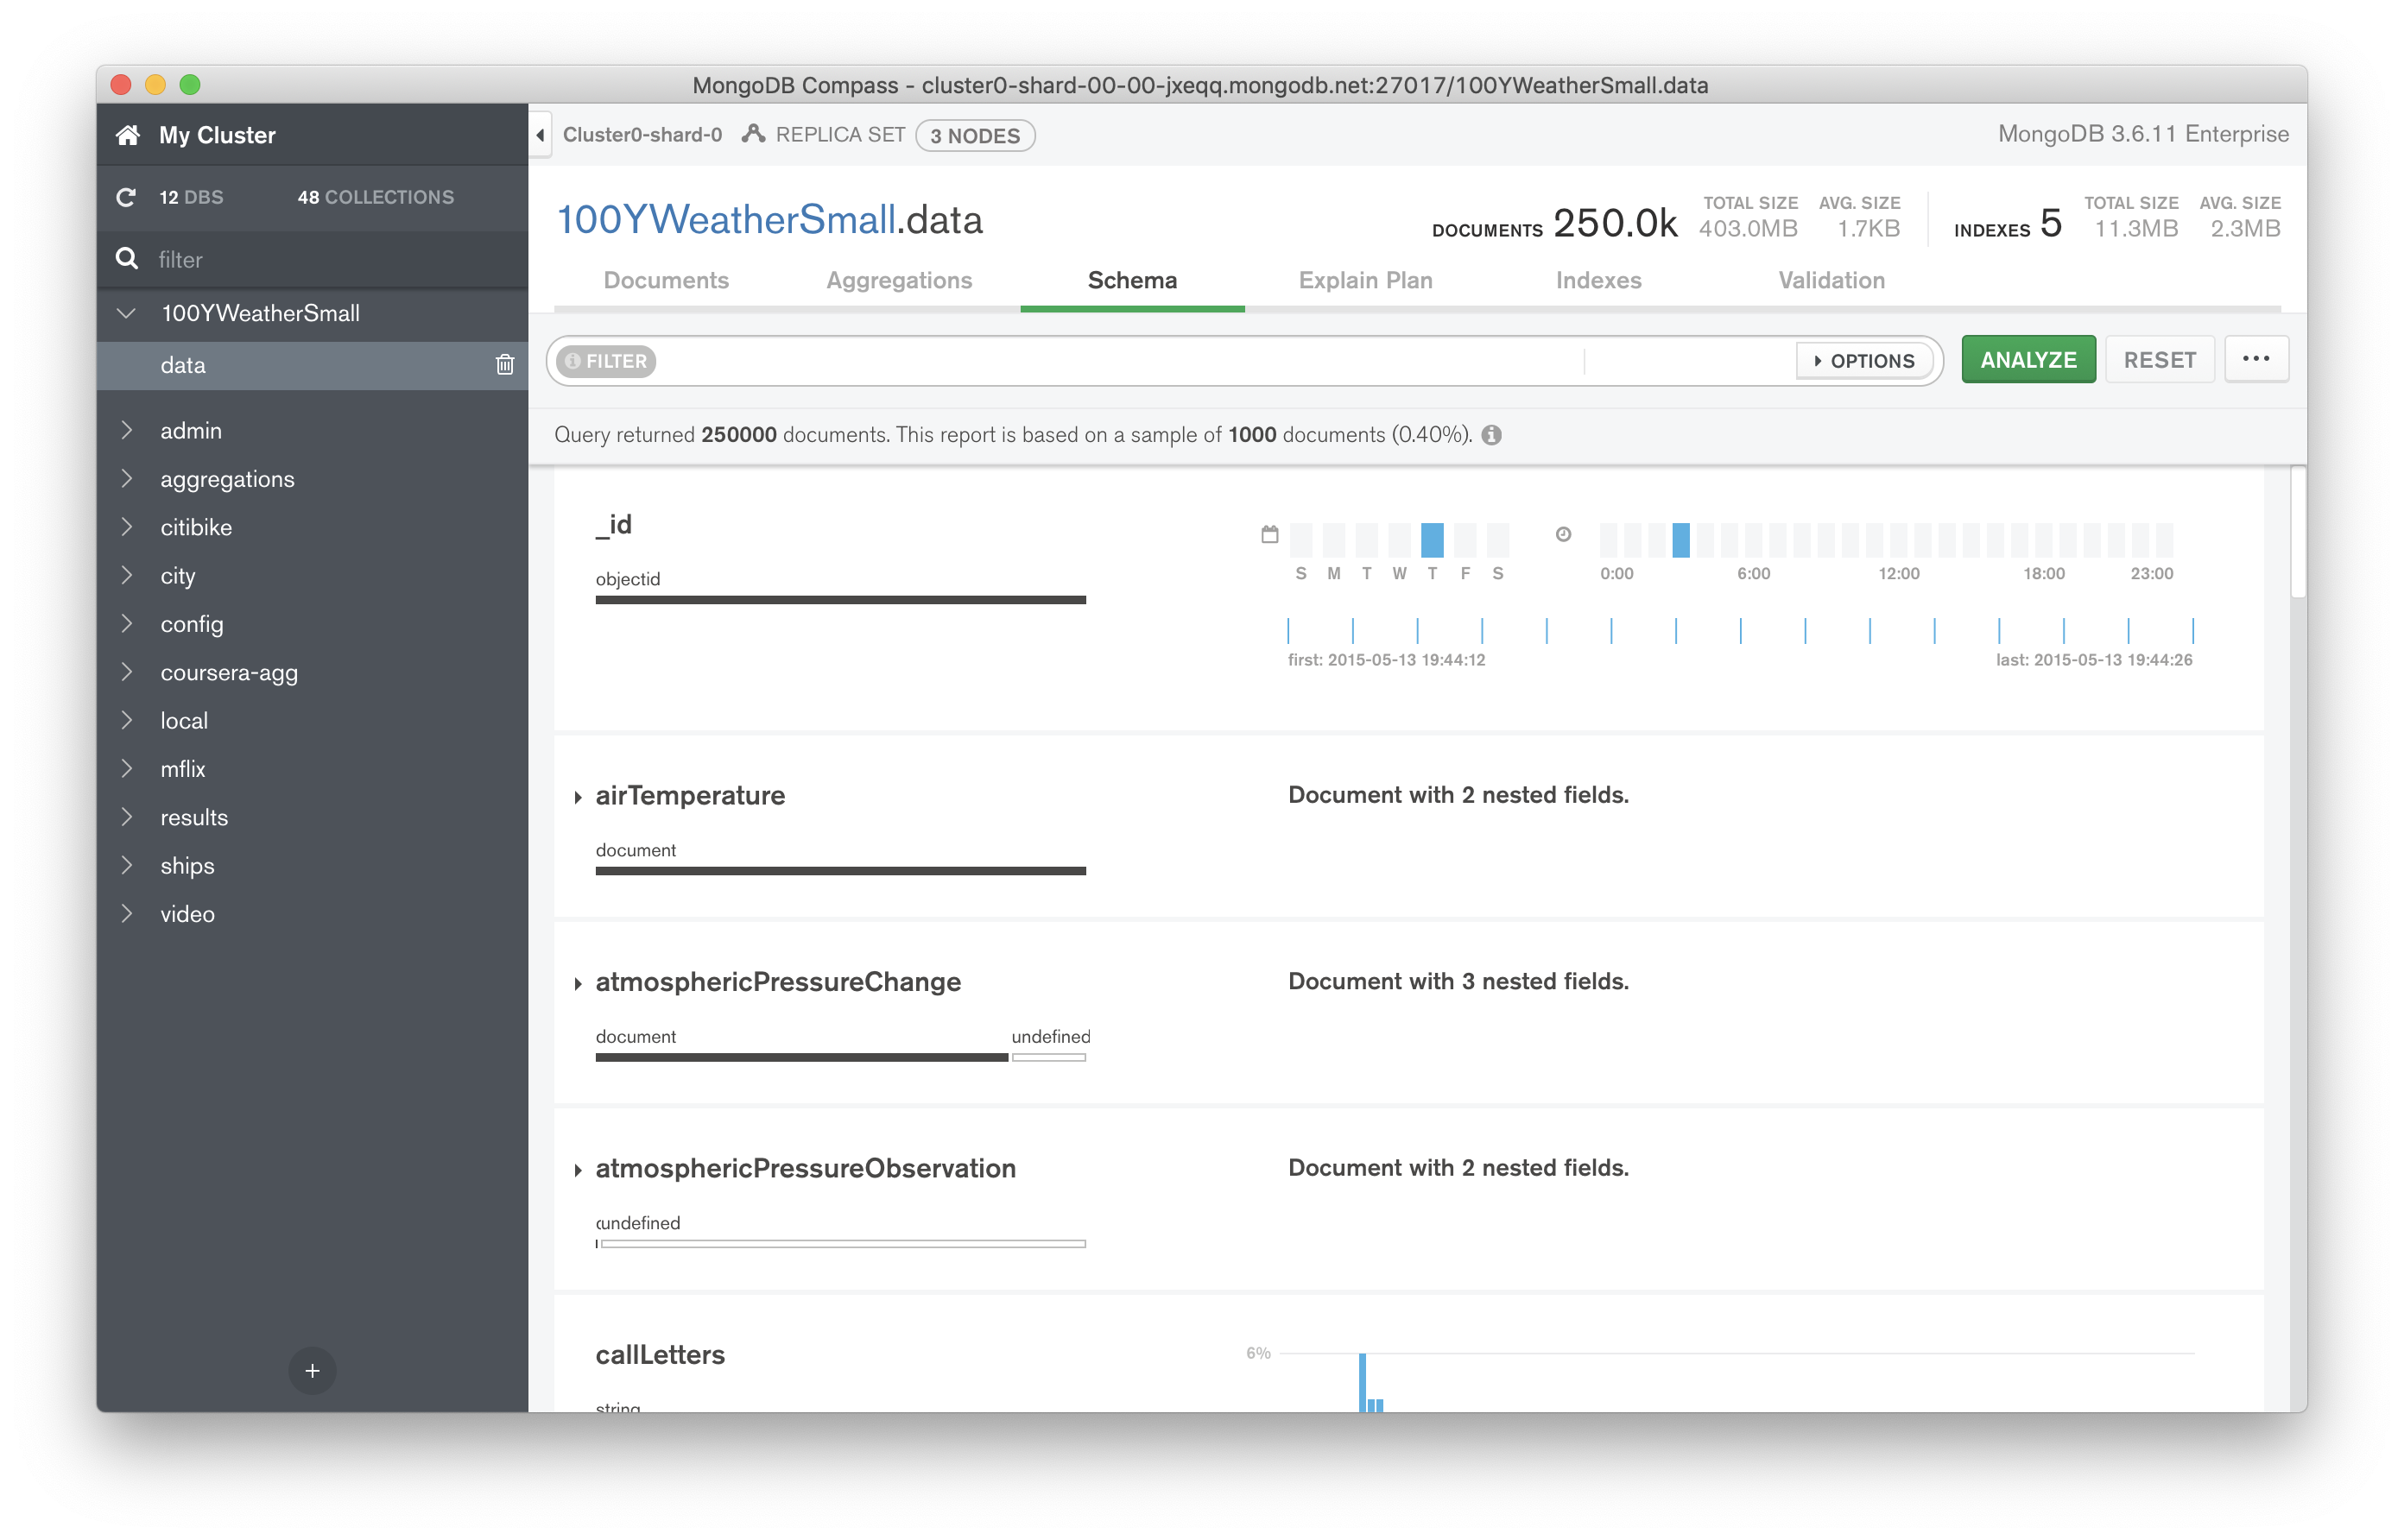 MongoDB Compass - cluster0-shard-00-00-jxeqq.mongodb.net:27017/100YWeatherSmall.data
My Cluster
Cluster0-shard-0 REPLICA SET 3 NODES
MongoDB 3.6.11 Enterprise
12 DBS 48 COLLECTIONS
filter
100YWeatherSmall
data
admin
aggregations
citibike
city
config
coursera-agg
local
mflix
results
ships
video
+
100YWeatherSmall.data
DOCUMENTS 250.0k TOTAL SIZE 403.0MB AVG. SIZE 1.7KB
INDEXES 5 TOTAL SIZE 11.3MB AVG. SIZE 2.3MB
Documents Aggregations Schema Explain Plan Indexes Validation
FILTER OPTIONS ANALYZE RESET ...
Query returned 250000 documents. This report is based on a sample of 1000 documents (0.40%).
_id
objectid
S M T W T F S
0:00 6:00 12:00 18:00 23:00
first: 2015-05-13 19:44:12 last: 2015-05-13 19:44:26
airTemperature
Document with 2 nested fields.
document
atmosphericPressureChange
Document with 3 nested fields.
document undefined
atmosphericPressureObservation
Document with 2 nested fields.
undefined
callLetters
6%
string